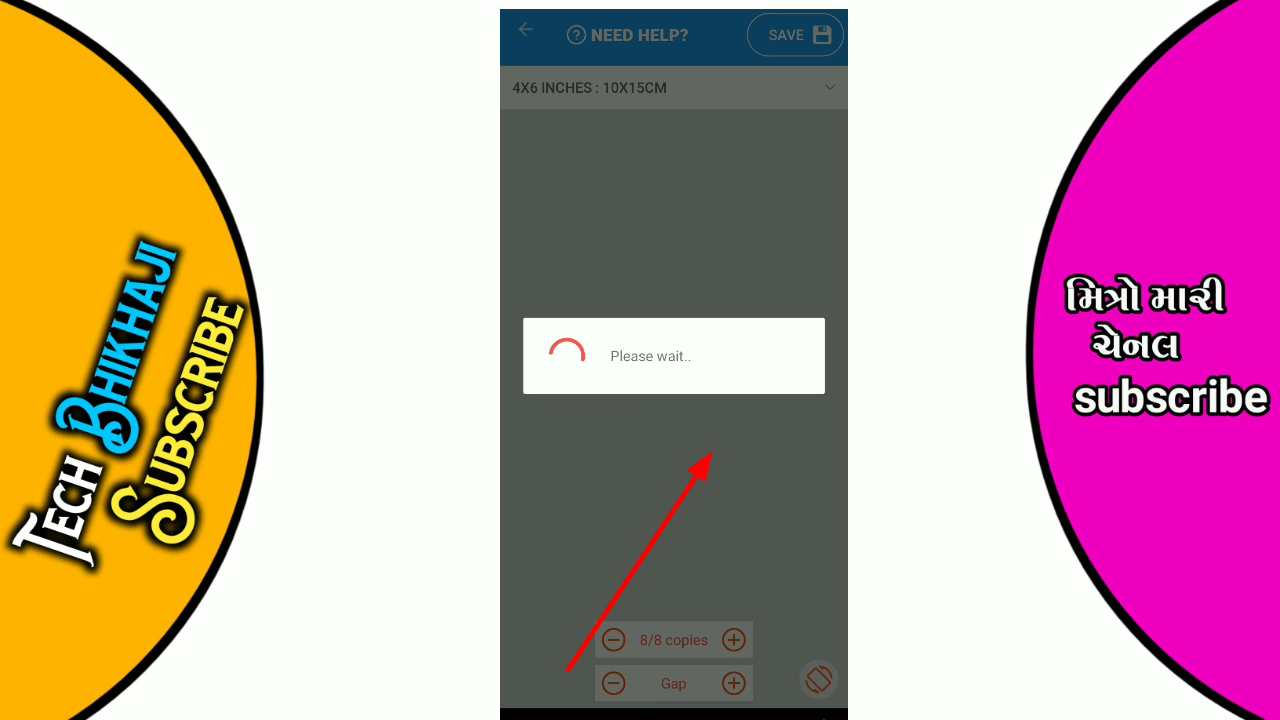 NEED HELP?
SAVE
4X6 INCHES : 10X15CM
Please wait..
8/8 copies
Gap
Tech Bhikhaji
Subscribe
મિત્રો મારી
ચેનલ
subscribe